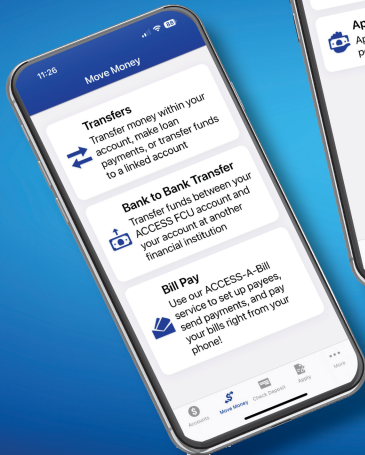 11:26
88
Move Money
Transfers
Transfer money within your
account, make loan
payments, or transfer funds
to a linked account
Bank to Bank Transfer
Transfer funds between your
ACCESS FCU account and
your account at another
financial institution
Bill Pay
Use our ACCESS-A-Bill
service to set up payees,
send payments, and pay
your bills right from your
phone!
Accounts
Move Money
Check Deposit
Apply
More
Ap